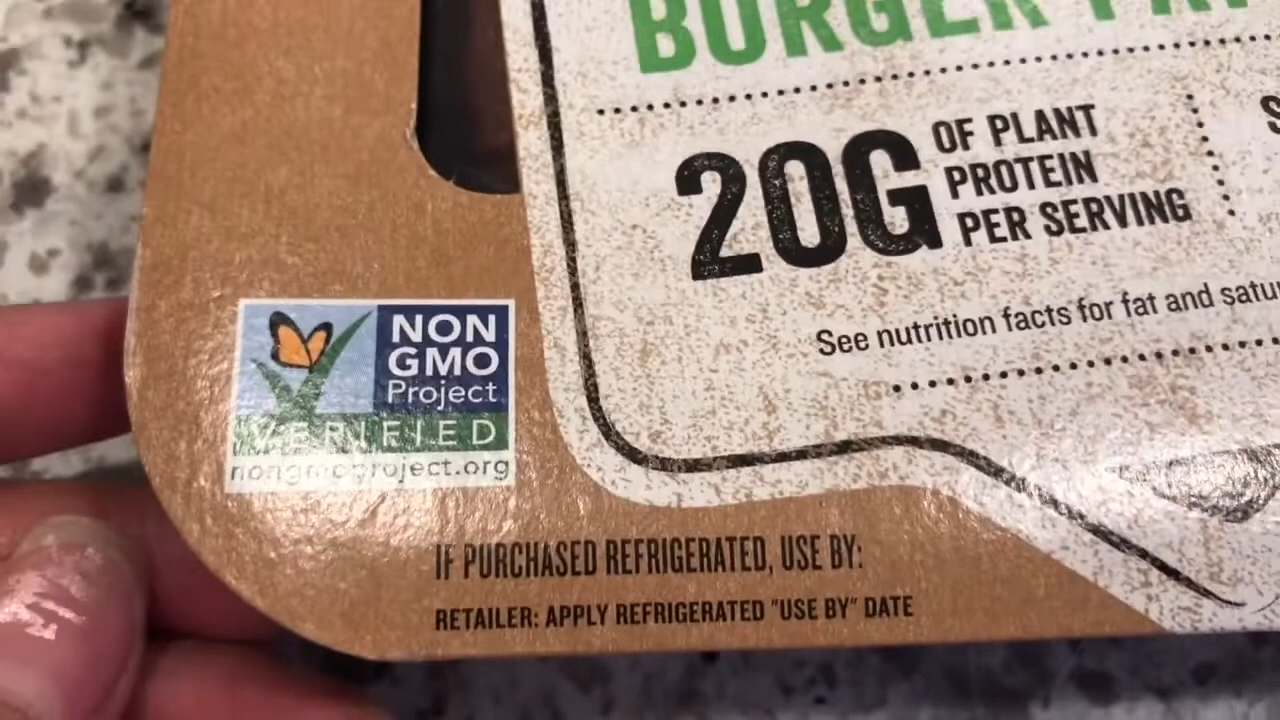 BURGER
20G
OF PLANT
PROTEIN
PER SERVING
See nutrition facts for fat and
NON
GMO
Project
VERIFIED
nongmoproject.org
IF PURCHASED REFRIGERATED, USE BY:
RETAILER: APPLY REFRIGERATED "USE BY" DATE